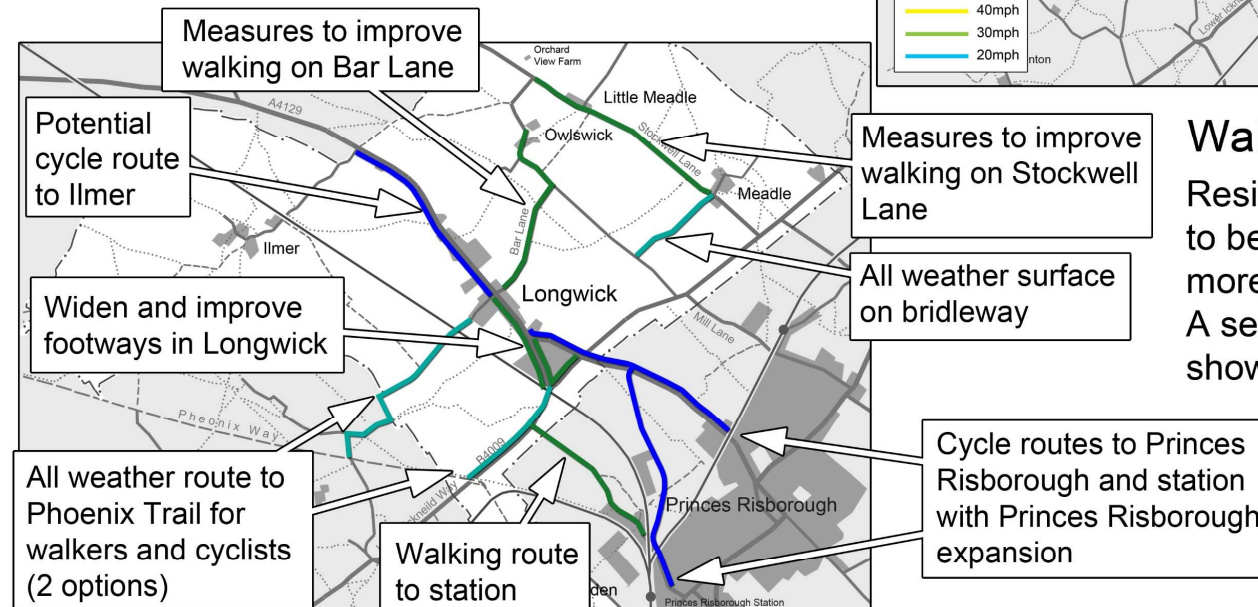 40mph
30mph
20mph
nton
Measures to improve
walking on Bar Lane
Orchard
View Farm
A4129
Little Meadle
Potential
cycle route
to Ilmer
Owlswick
Stockwell Lane
Measures to improve
walking on Stockwell
Lane
Wa
Resi
to be
more
A se
show
Meadle
Bar Lane
Ilmer
All weather surface
on bridleway
Widen and improve
footways in Longwick
Longwick
Mill Lane
Pheonix Way
B4009
Cycle routes to Princes
Risborough and station
with Princes Risborough
expansion
All weather route to
Phoenix Trail for
walkers and cyclists
(2 options)
Princes Risborough
Walking route
to station
den
Princes Risborough Station